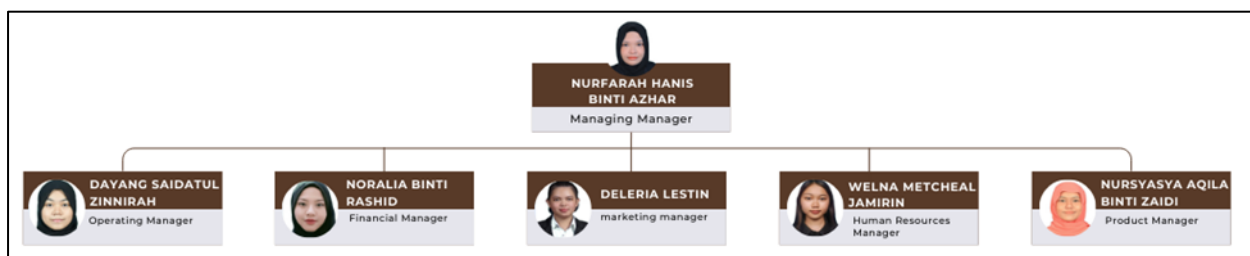 NURFARAH HANIS
BINTI AZHAR
Managing Manager
DAYANG SAIDATUL
ZINNIRAH
Operating Manager
NORALIA BINTI
RASHID
Financial Manager
DELERIA LESTIN
marketing manager
WELNA METCHEAL
JAMIRIN
Human Resources
Manager
NURSYASYA AQILA
BINTI ZAIDI
Product Manager